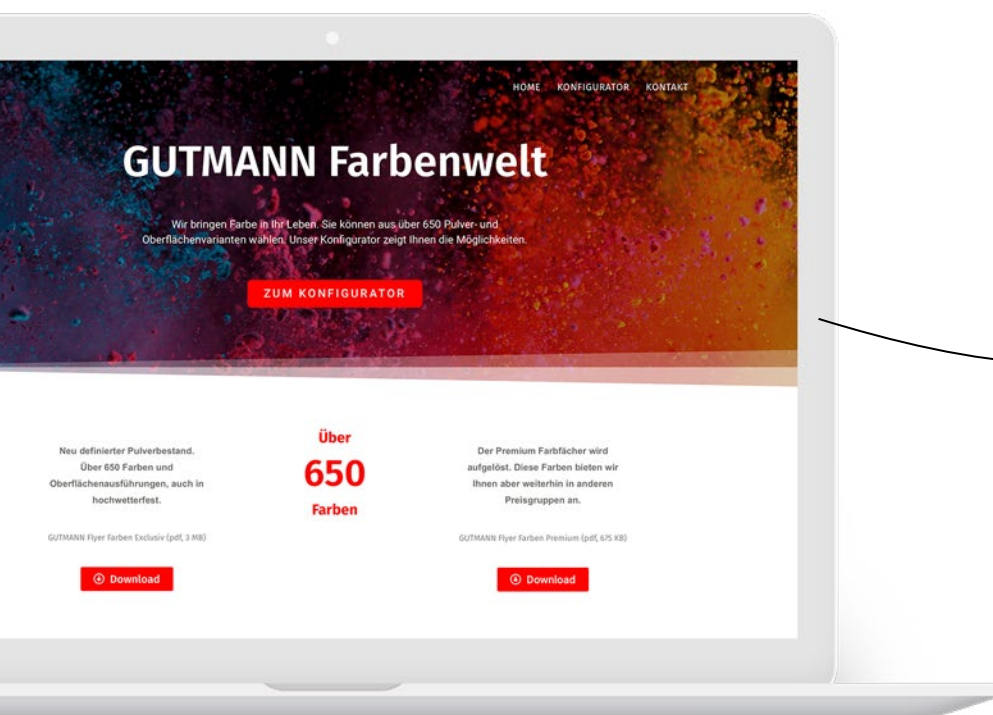 HOME KONFIGURATOR KONTAKT
GUTMANN Farbenwelt
Wir bringen Farbe in Ihr Leben. Sie können aus über 650 Pulver- und
Oberflächenvarianten wählen. Unser Konfigurator zeigt Ihnen die Möglichkeiten.
ZUM KONFIGURATOR
Neu definierter Pulverbestand.
Über 650 Farben und
Oberflächenausführungen, auch in
hochwetterfest.
GUTMANN Flyer Farben Exclusiv (pdf, 3 MB)
Download
Über
650
Farben
Der Premium Farbfächer wird
aufgelöst. Diese Farben bieten wir
Ihnen aber weiterhin in anderen
Preisgruppen an.
GUTMANN Flyer Farben Premium (pdf, 675 KB)
Download